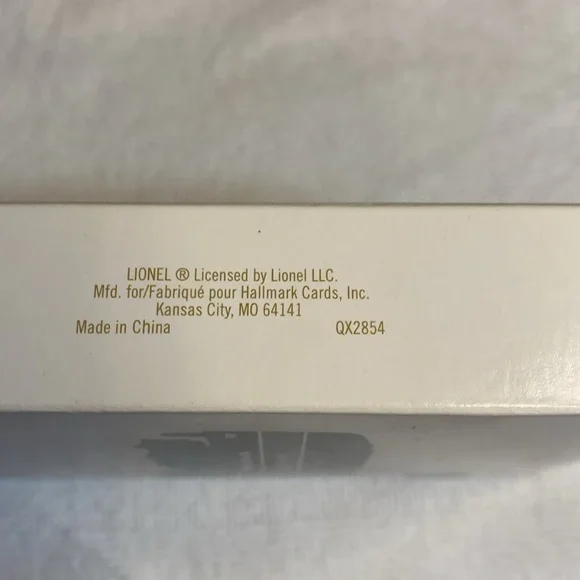 LIONEL ® Licensed by Lionel LLC.
Mfd. for/Fabriqué pour Hallmark Cards, Inc.
Kansas City, MO 64141
Made in China QX2854